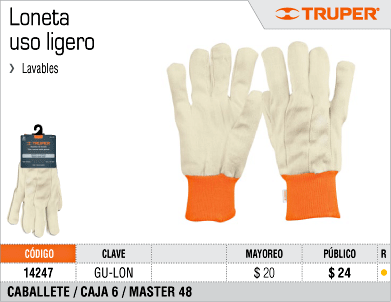 Loneta
uso ligero
TRUPER®
› Lavables
TRUPER
CÓDIGO CLAVE MAYOREO PÚBLICO R
14247 GU-LON $ 20 $ 24
CABALLETE / CAJA 6 / MASTER 48